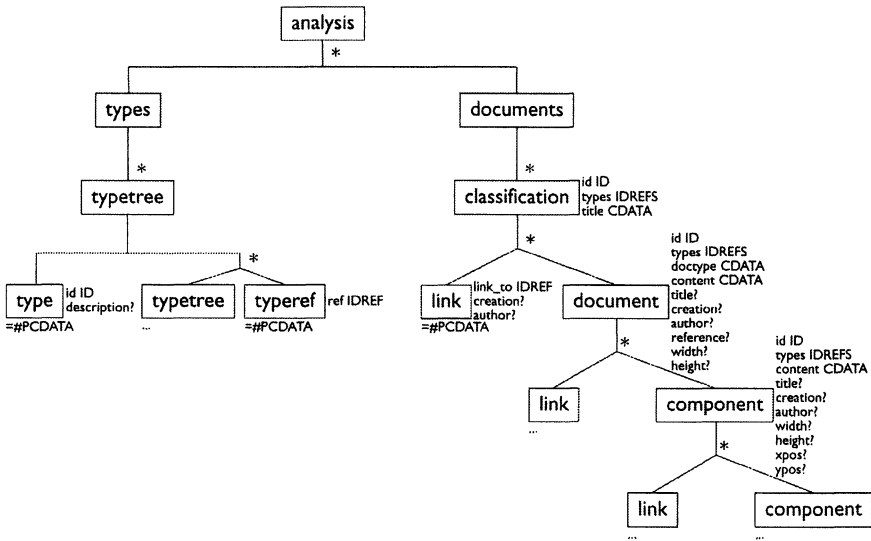 analysis
*
types
documents
*
*
typetree
classification
id ID
types IDREFS
title CDATA
*
*
type
id ID
description?
=#PCDATA
typetree
...
typeref
ref IDREF
=#PCDATA
link
link_to IDREF
creation?
author?
=#PCDATA
document
id ID
types IDREFS
doctype CDATA
content CDATA
title?
creation?
author?
reference?
width?
height?
*
link
...
component
id ID
types IDREFS
content CDATA
title?
creation?
author?
width?
height?
xpos?
ypos?
*
link
...
component
...